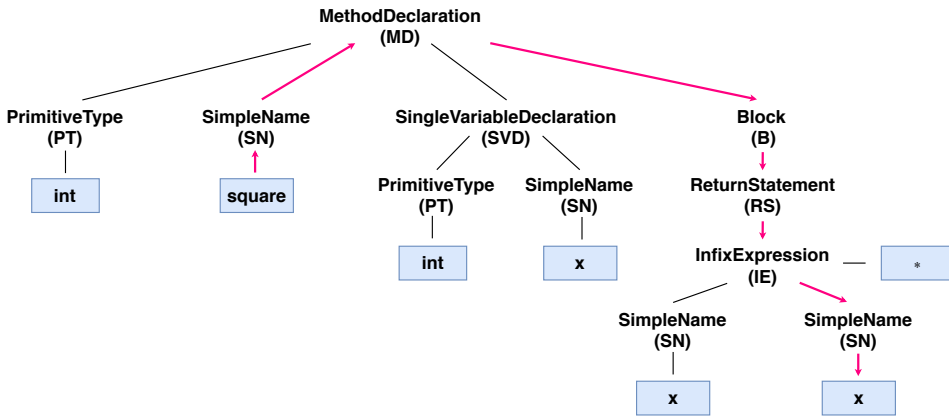 MethodDeclaration
(MD)
PrimitiveType
(PT)
SimpleName
(SN)
SingleVariableDeclaration
(SVD)
Block
(B)
int
square
PrimitiveType
(PT)
SimpleName
(SN)
ReturnStatement
(RS)
int
x
InfixExpression
(IE)
*
SimpleName
(SN)
SimpleName
(SN)
x
x